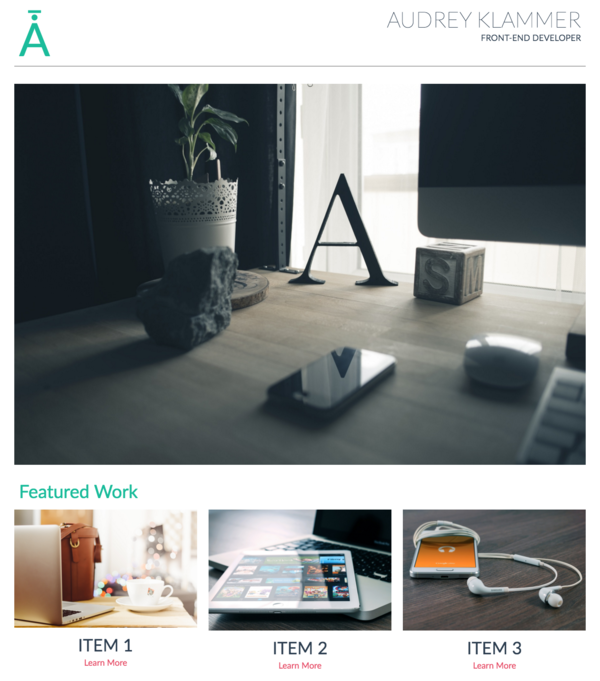 Å
AUDREY KLAMMER
FRONT-END DEVELOPER
A
SM
Featured Work
ITEM 1
Learn More
ITEM 2
Learn More
ITEM 3
Learn More